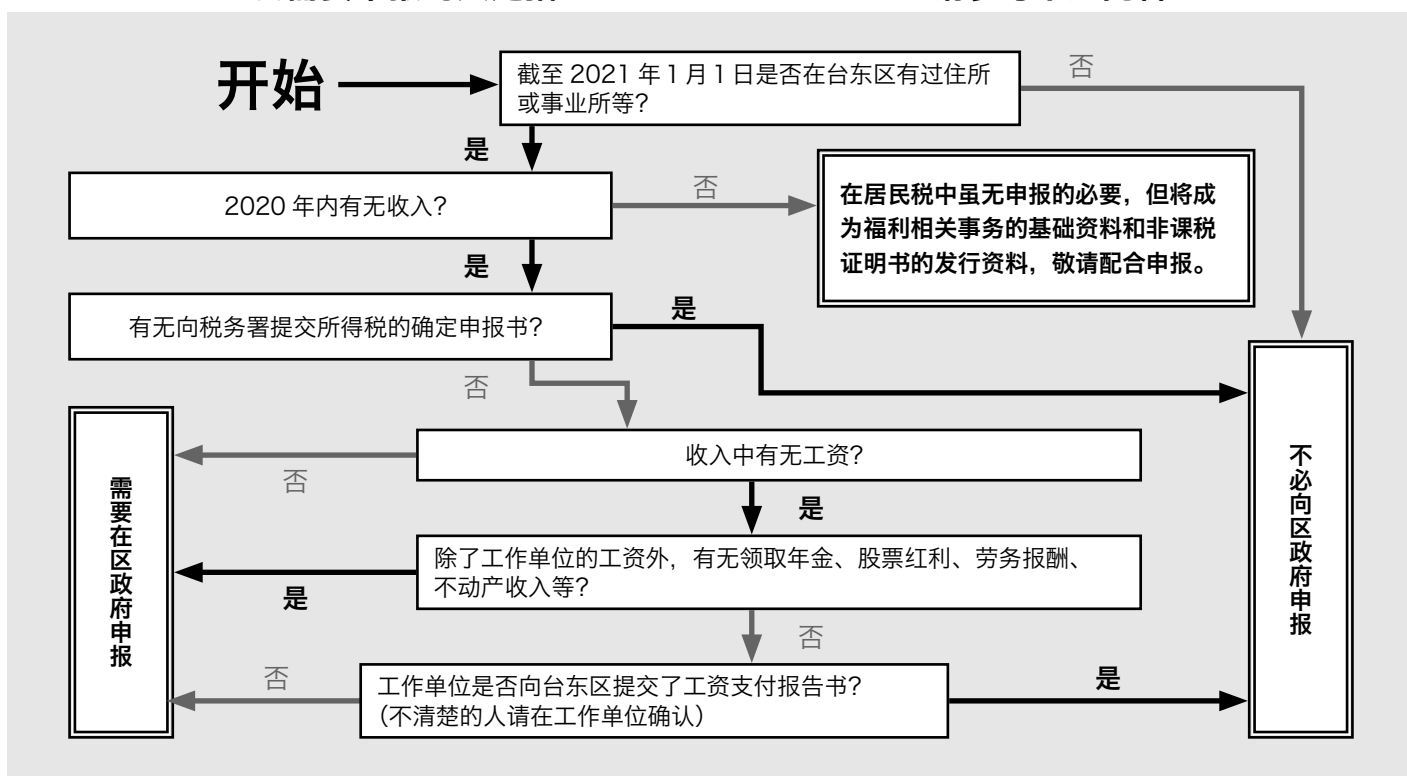 开始
截至 2021 年 1 月 1 日是否在台东区有过住所
或事业所等？
否
是
2020 年内有无收入？
否
在居民税中虽无申报的必要，但将成
为福利相关事务的基础资料和非课税
证明书的发行资料，敬请配合申报。
是
有无向税务署提交所得税的确定申报书？
是
否
收入中有无工资？
否
是
除了工作单位的工资外，有无领取年金、股票红利、劳务报酬、
不动产收入等？
是
否
工作单位是否向台东区提交了工资支付报告书？
（不清楚的人请在工作单位确认）
否
是
需要在区政府申报
不必向区政府申报